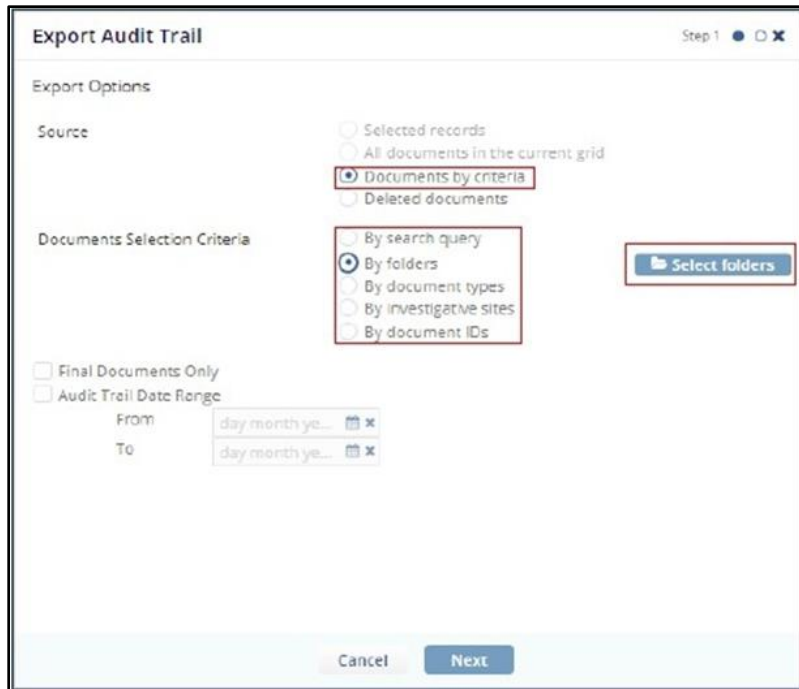 Export Audit Trail Step 1
Export Options
Source
Selected records
All documents in the current grid
Documents by criteria
Deleted documents
Documents Selection Criteria
By search query
By folders
Select folders
By document types
By investigative sites
By document IDs
Final Documents Only
Audit Trail Date Range
From day month ye...
To day month ye...
Cancel Next